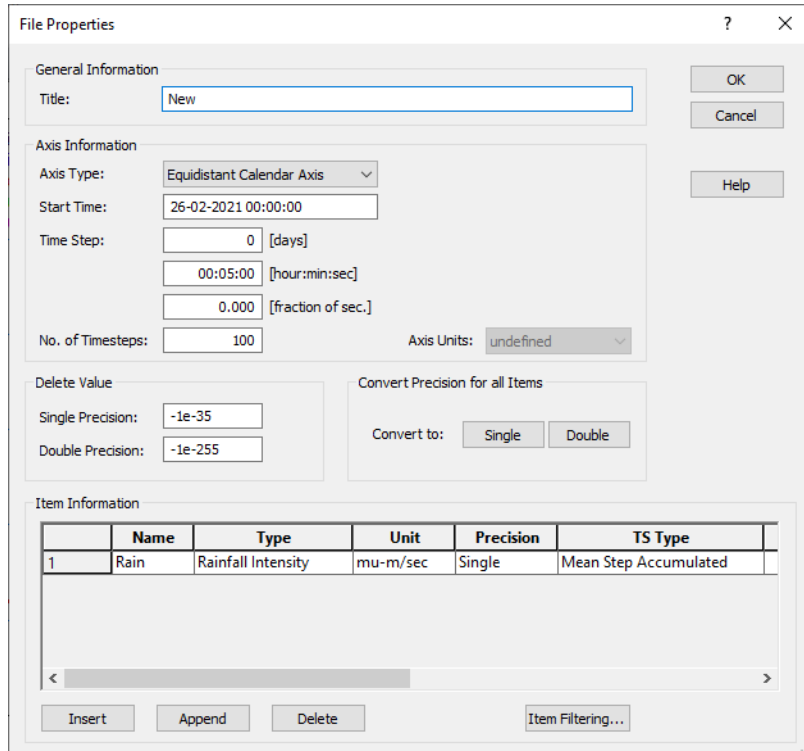 File Properties ?
General Information
Title: New
OK
Cancel
Axis Information
Axis Type: Equidistant Calendar Axis
Help
Start Time: 26-02-2021 00:00:00
Time Step: 0 [days]
00:05:00 [hour:min:sec]
0.000 [fraction of sec.]
No. of Timesteps: 100 Axis Units: undefined
Delete Value
Single Precision: -1e-35
Double Precision: -1e-255
Convert Precision for all Items
Convert to: Single Double
Item Information
Name Type Unit Precision TS Type
1 Rain Rainfall Intensity mu-m/sec Single Mean Step Accumulated
Insert Append Delete Item Filtering...